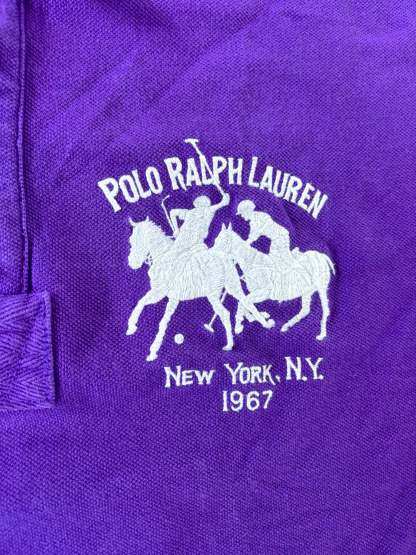 POLO RALPH LAUREN
NEW YORK, N.Y.
1967